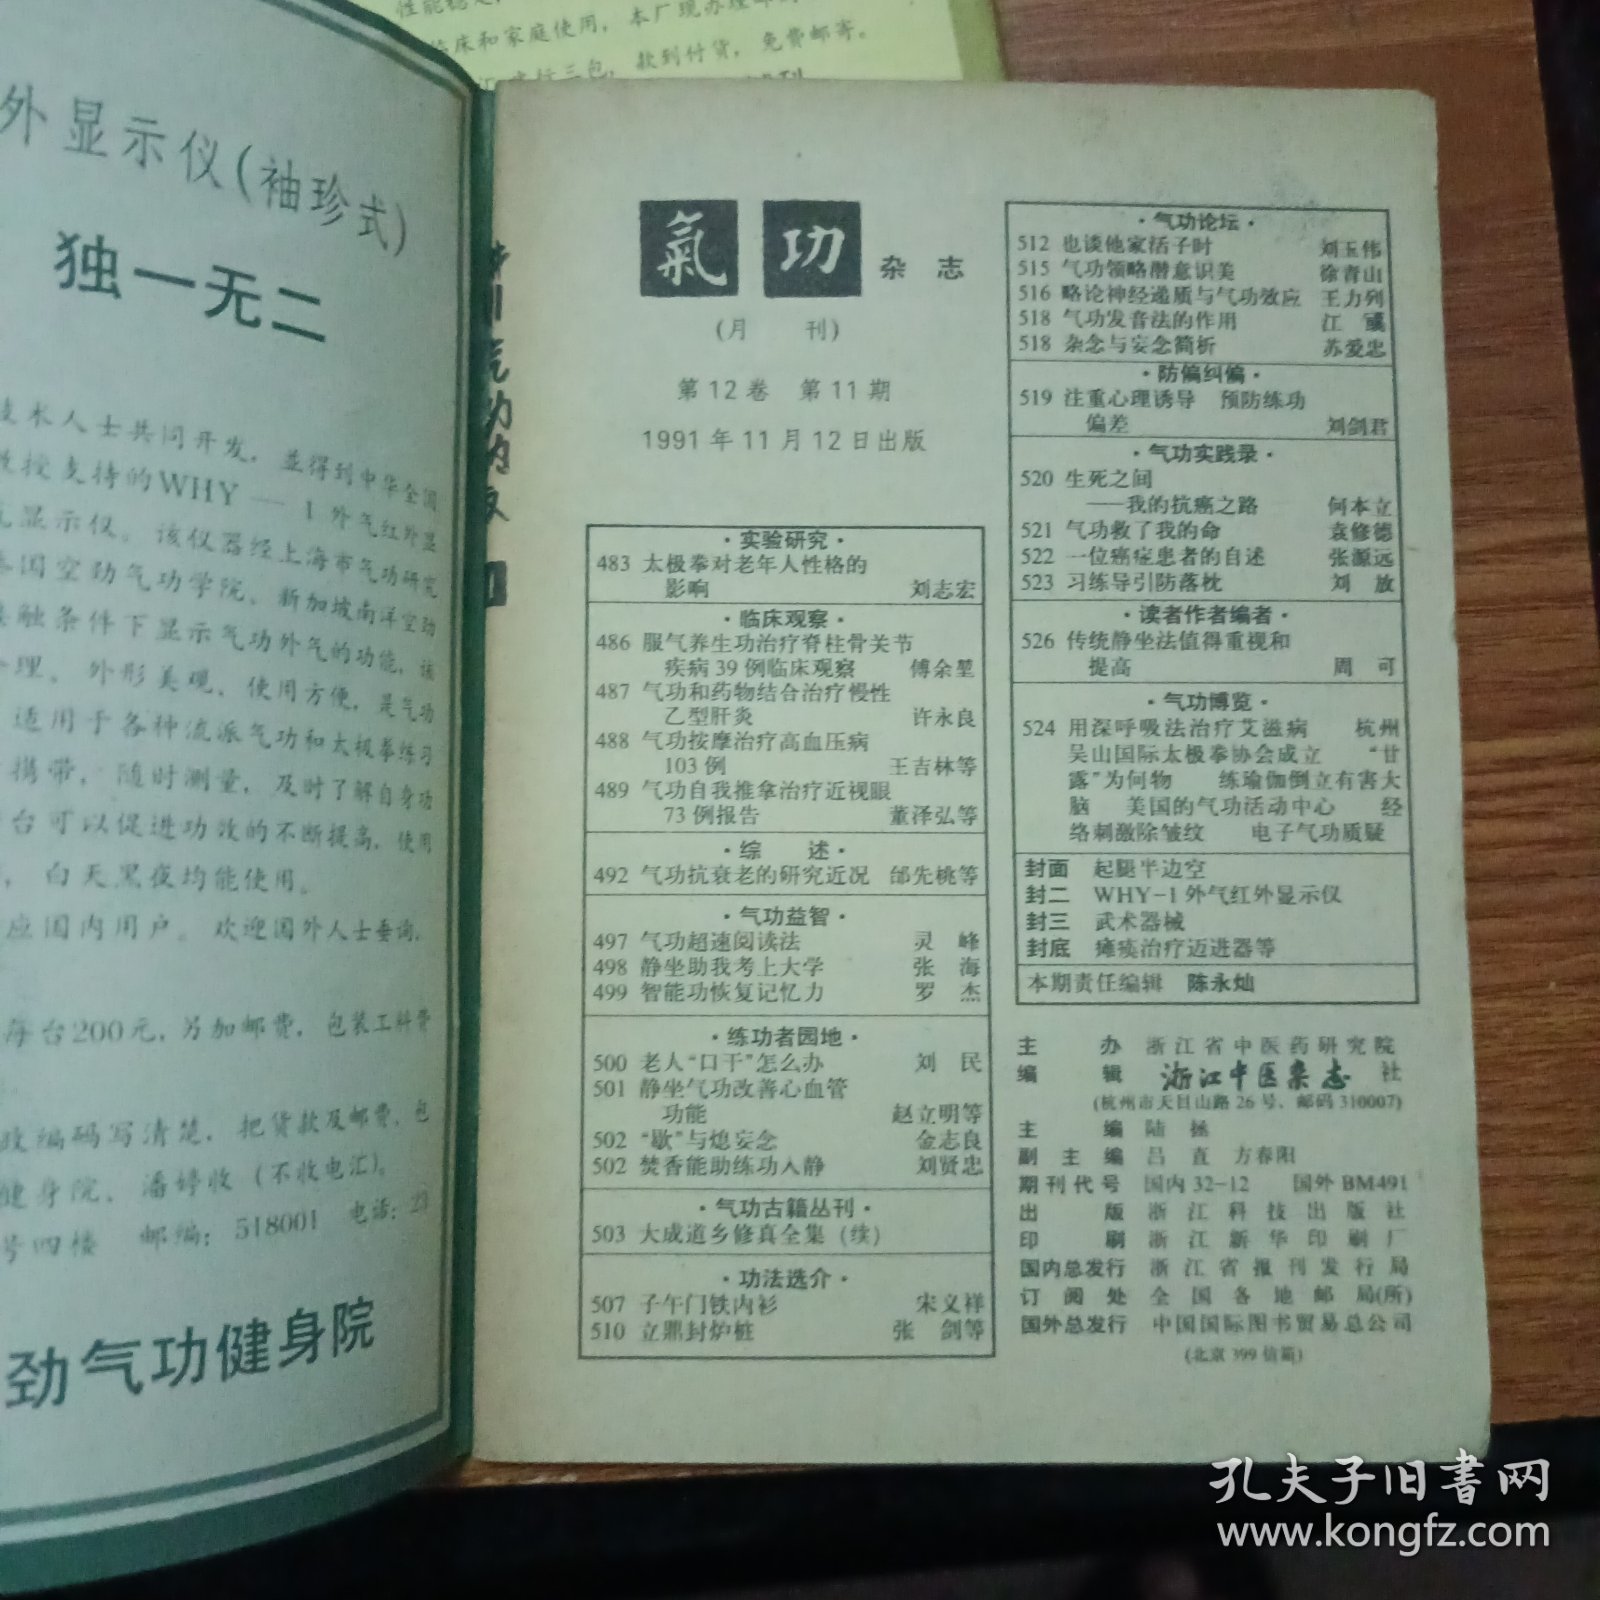 临床和家庭使用，本厂现办理邮
三包，款到付货，免费邮寄。
外显示仪(袖珍式)
独一无二
技术人士共同开发，並得到中华全国
教授支持的WHY—1外气红外显
显示仪。该仪器经上海市气功研究
泰国空劲气功学院、新加坡南洋空劲
接触条件下显示气功外气的功能，该
合理、外形美观、使用方便，是气功
适用于各种流派气功和太极拳练习
携带，随时测量，及时了解自身功
台可以促进功效的不断提高，使用
白天黑夜均能使用。
应国内用户。欢迎国外人士垂询，
每台200元，另加邮费，包装工料费
政编码写清楚，把货款及邮费，包
健身院，潘婷收（不收电汇）。
号四楼 邮编：518001 电话：23
劲气功健身院
氣功 杂志
(月 刊)
第12卷 第11期
1991年11月12日出版
·实验研究·
483 太极拳对老年人性格的
影响 刘志宏
·临床观察·
486 服气养生功治疗脊柱骨关节
疾病39例临床观察 傅余堃
487 气功和药物结合治疗慢性
乙型肝炎 许永良
488 气功按摩治疗高血压病
103例 王吉林等
489 气功自我推拿治疗近视眼
73例报告 董泽弘等
·综 述·
492 气功抗衰老的研究近况 邰先桃等
·气功益智·
497 气功超速阅读法 灵 峰
498 静坐助我考上大学 张 海
499 智能功恢复记忆力 罗 杰
·练功者园地·
500 老人“口干”怎么办 刘 民
501 静坐气功改善心血管
功能 赵立明等
502 “歇”与熄妄念 金志良
502 焚香能助练功入静 刘贤忠
·气功古籍丛刊·
503 大成道乡修真全集(续)
·功法选介·
507 子午门铁内衫 宋义祥
510 立鼎封炉桩 张 剑等
·气功论坛·
512 也谈他家活子时 刘玉伟
515 气功领略潜意识美 徐青山
516 略论神经递质与气功效应 王力列
518 气功发音法的作用 江
518 杂念与妄念简析 苏爱忠
·防偏纠偏·
519 注重心理诱导 预防练功
偏差 刘剑君
·气功实践录·
520 生死之间
——我的抗癌之路 何本立
521 气功救了我的命 袁修德
522 一位癌症患者的自述 张源远
523 习练导引防落枕 刘 放
·读者作者编者·
526 传统静坐法值得重视和
提高 周 可
·气功博览·
524 用深呼吸法治疗艾滋病 杭州
吴山国际太极拳协会成立 “甘
露”为何物 练瑜伽倒立有害大
脑 美国的气功活动中心 经
络刺激除皱纹 电子气功质疑
封面 起腿半边空
封二 WHY-1外气红外显示仪
封三 武术器械
封底 瘫痪治疗迈进器等
本期责任编辑 陈永灿
主 办 浙江省中医药研究院
编 辑 浙江中医杂志 社
(杭州市天目山路26号，邮码310007)
主 编 陆 拯
副主编 吕 直 方春阳
期刊代号 国内32-12 国外BM491
出 版 浙江科技出版社
印 刷 浙江新华印刷厂
国内总发行 浙江省报刊发行局
订阅处 全国各地邮局(所)
国外总发行 中国国际图书贸易总公司
(北京399信箱)
孔夫子旧书网
www.kongfz.com